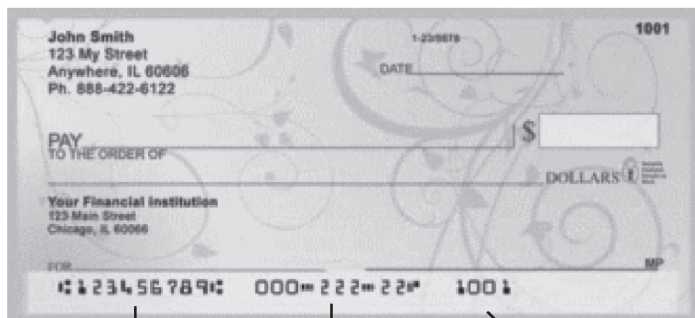 John Smith
123 My Street
Anywhere, IL 60606
Ph. 888-422-6122
1001
1-23/5678
DATE
PAY
TO THE ORDER OF
$
DOLLARS
Your Financial Institution
123 Main Street
Chicago, IL 60066
FOR
MP
⑆123456789⑆ 000⑉222⑉22⑈ 1001